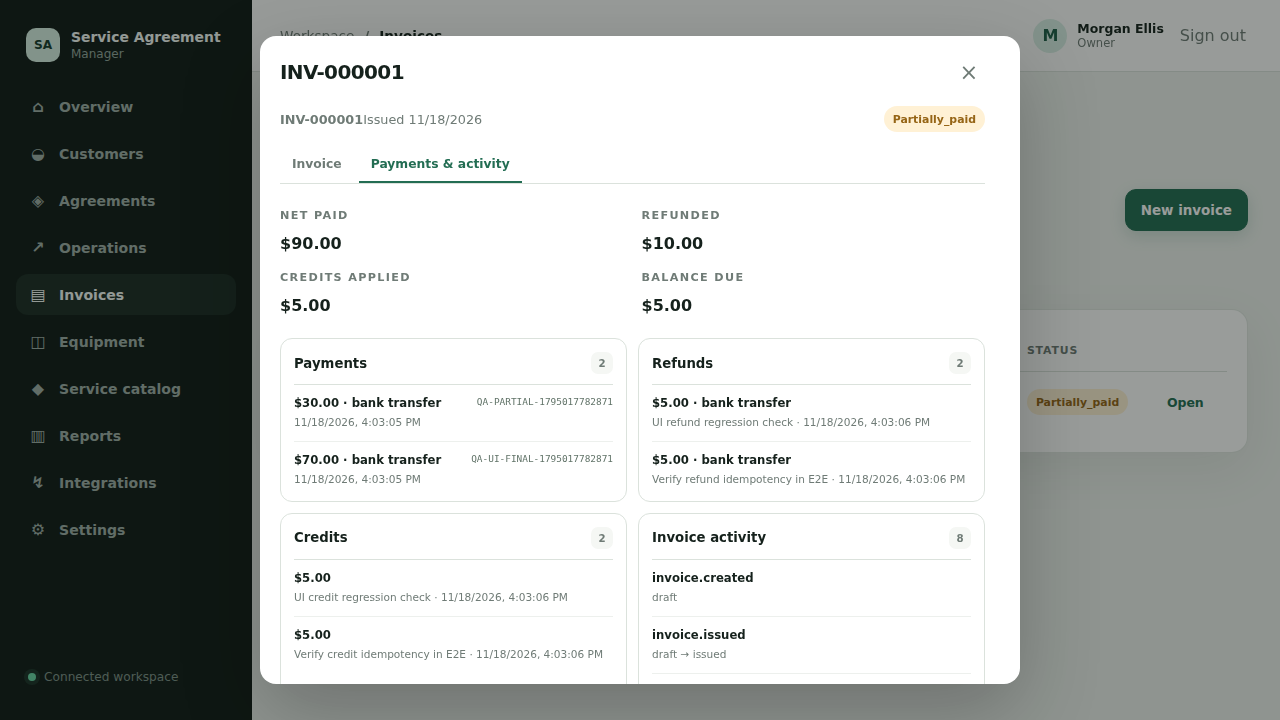 SA
Service Agreement
Manager
Overview
Customers
Agreements
Operations
Invoices
Equipment
Service catalog
Reports
Integrations
Settings
Connected workspace
Workspace / Invoices
M
Morgan Ellis
Owner
Sign out
New invoice
STATUS
Partially_paid
Open
INV-000001
×
INV-000001Issued 11/18/2026
Partially_paid
Invoice
Payments & activity
NET PAID
$90.00
REFUNDED
$10.00
CREDITS APPLIED
$5.00
BALANCE DUE
$5.00
Payments
2
$30.00 · bank transfer
QA-PARTIAL-1795017782871
11/18/2026, 4:03:05 PM
$70.00 · bank transfer
QA-UI-FINAL-1795017782871
11/18/2026, 4:03:05 PM
Refunds
2
$5.00 · bank transfer
UI refund regression check · 11/18/2026, 4:03:06 PM
$5.00 · bank transfer
Verify refund idempotency in E2E · 11/18/2026, 4:03:06 PM
Credits
2
$5.00
UI credit regression check · 11/18/2026, 4:03:06 PM
$5.00
Verify credit idempotency in E2E · 11/18/2026, 4:03:06 PM
Invoice activity
8
invoice.created
draft
invoice.issued
draft → issued